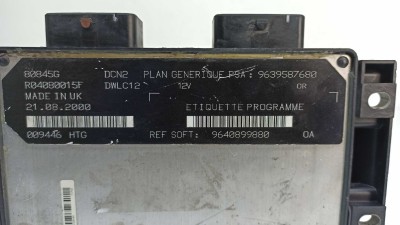 80845G DCN2 PLAN GENERIQUE PSA: 9639587680
R04080015F DWLC12 12V OR
MADE IN UK
21.08.2000 ETIQUETTE PROGRAMME
009446 HTG REF SOFT: 9640899880 0A